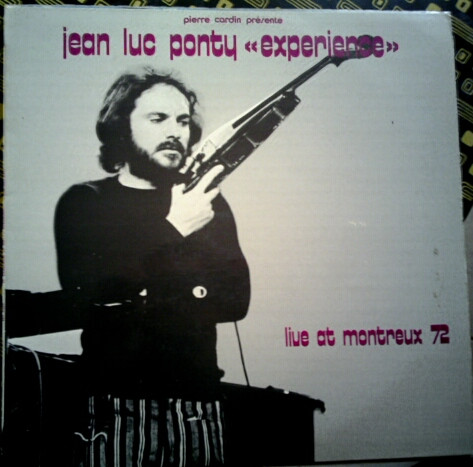 pierre cardin présente
jean luc ponty «experience»
live at montreux 72